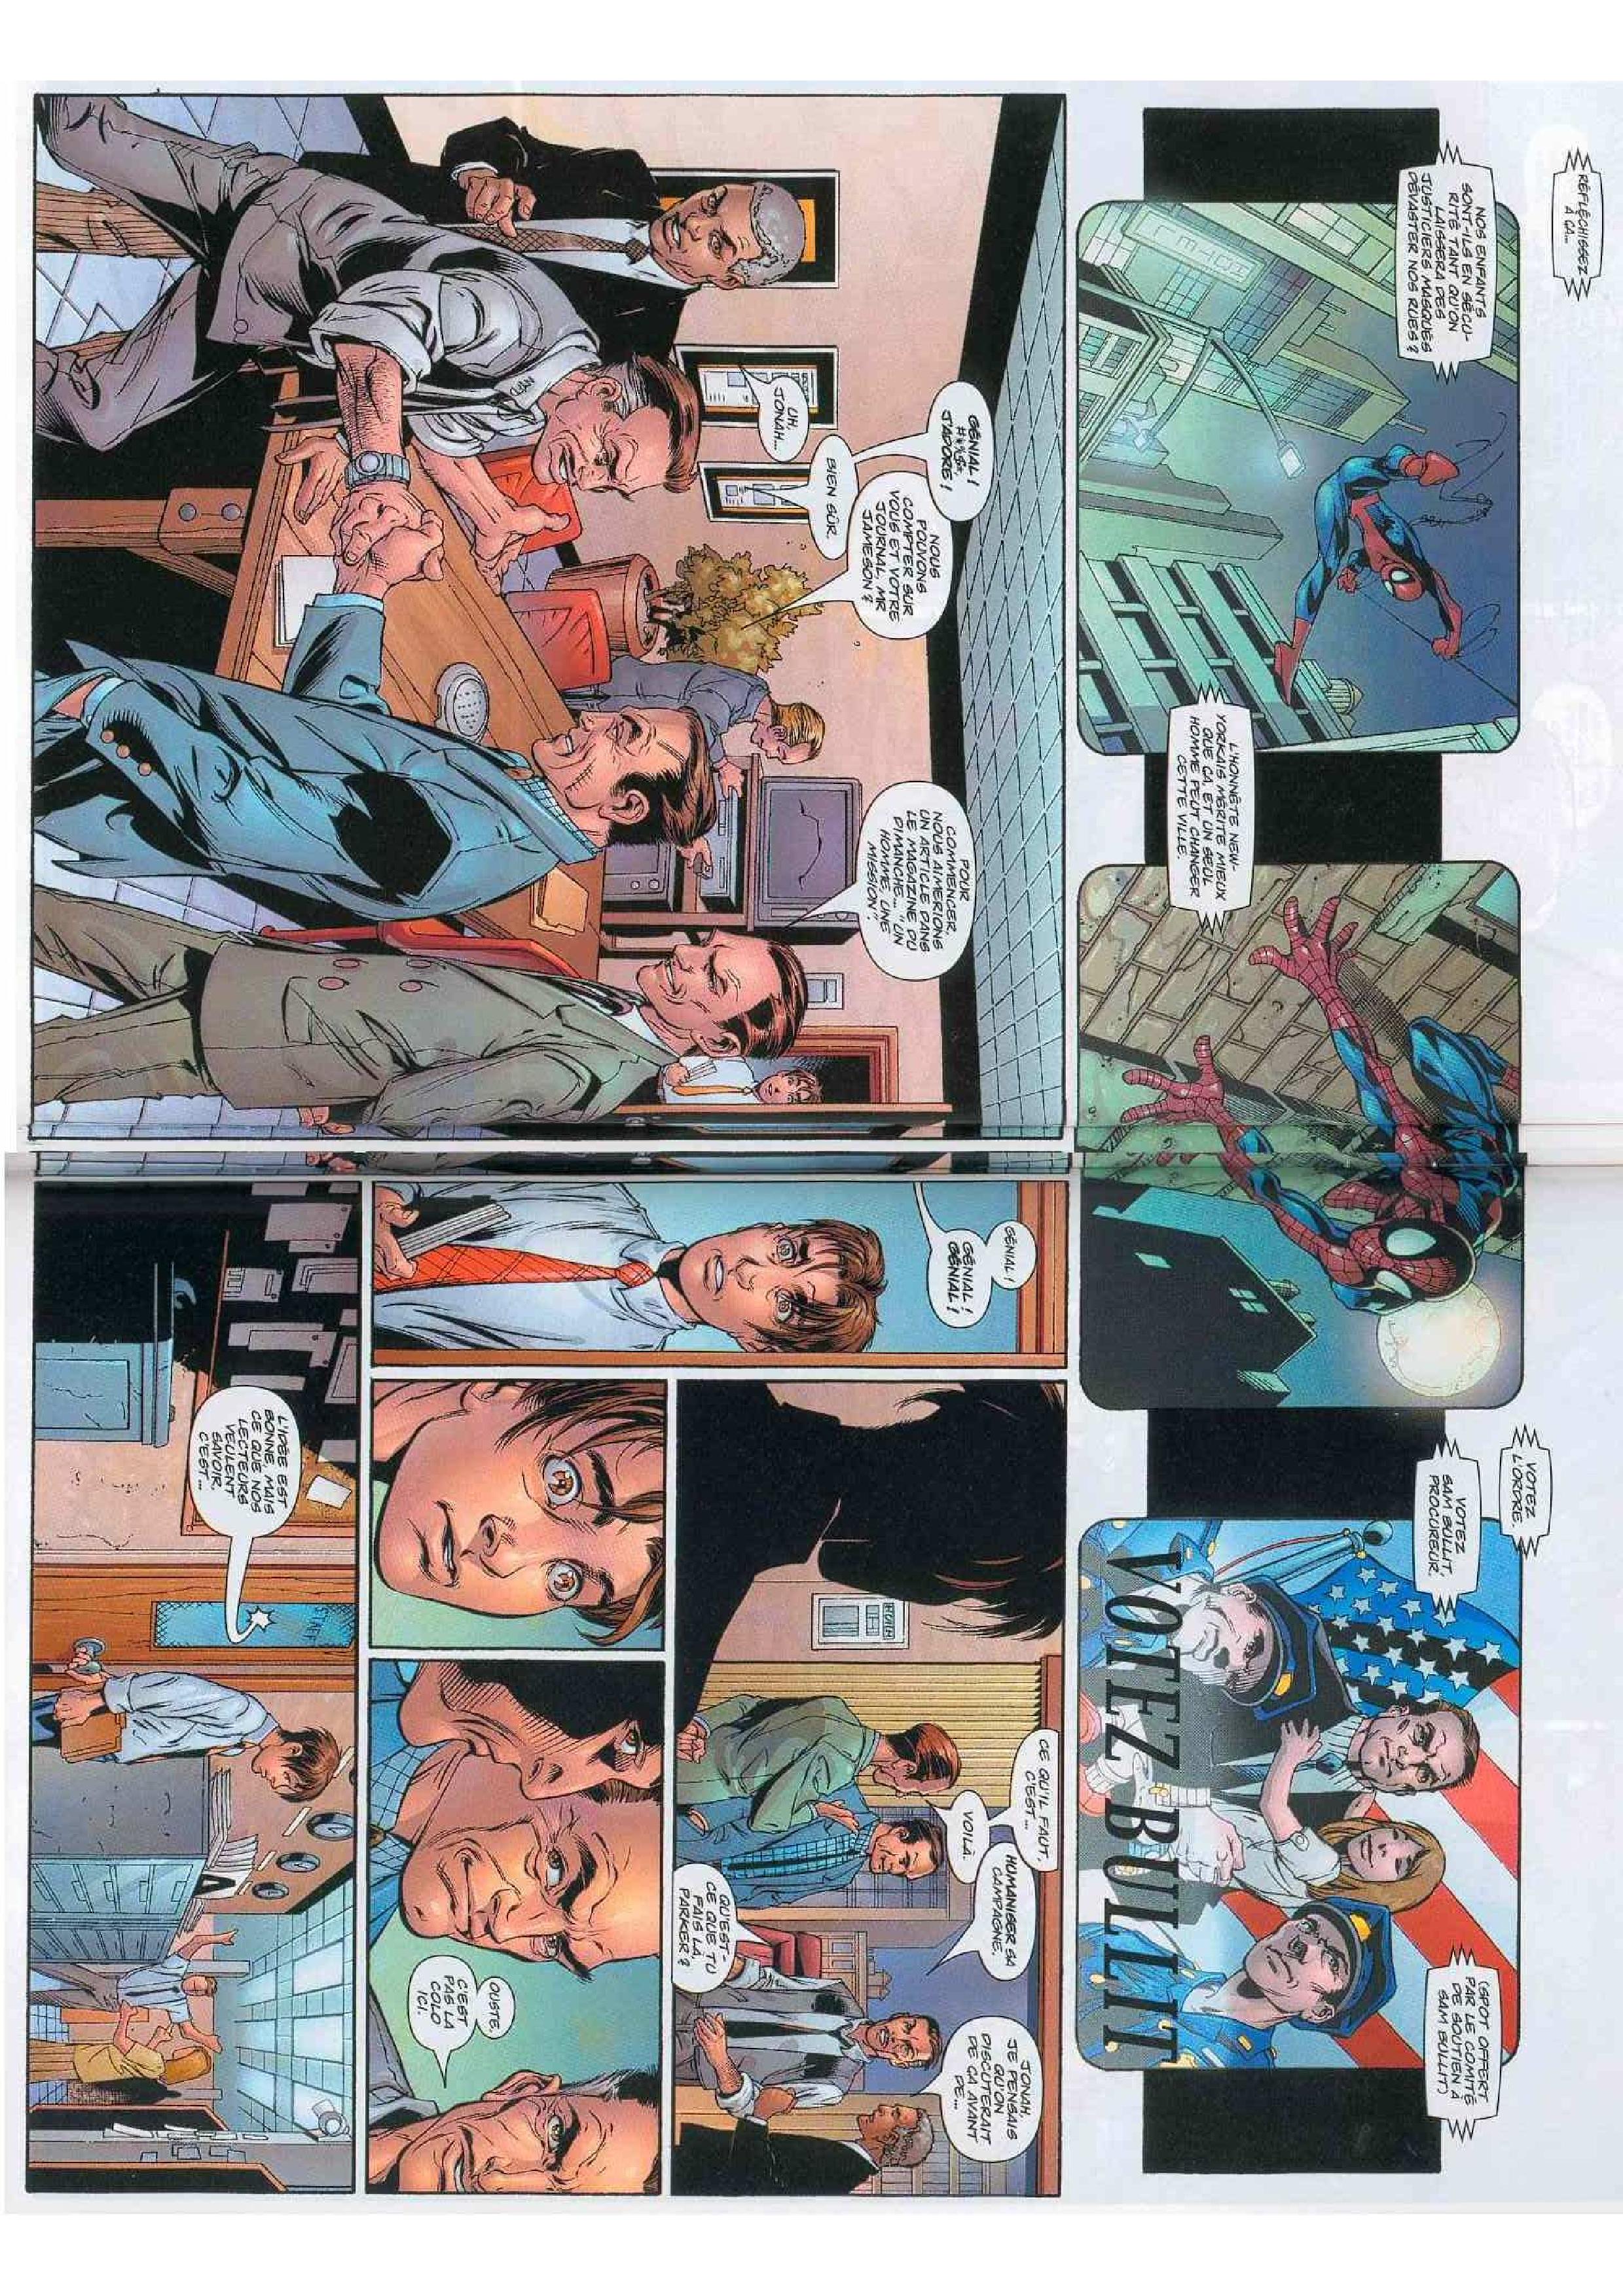 RÉFLÉCHISSEZ
À ÇA...
NOS ENFANTS
SONT-ILS EN SÉCU-
RITÉ TANT QU'ON
LAISSERA DES
JUSTICIERS MASQUÉS
DÉVASTER NOS RUES ?
L'HONNÊTE NEW-
YORKAIS MÉRITE MIEUX
QUE ÇA. ET UN SEUL
HOMME PEUT CHANGER
CETTE VILLE.
VOTEZ
L'ORDRE.
VOTEZ
SAM BULLIT,
PROCUREUR.
VOTEZ BULLIT
(SPOT OFFERT
PAR LE COMITÉ
DE SOUTIEN À
SAM BULLIT)
GÉNIAL !
#*%$*,
J'ADORE !
NOUS
POUVONS
COMPTER SUR
VOUS ET VOTRE
JOURNAL, MR
JAMESON ?
BIEN SÛR.
UH,
JONAH...
POUR
COMMENCER,
NOUS AIMERIONS
UN ARTICLE DANS
LE MAGAZINE DU
DIMANCHE... "UN
HOMME, UNE
MISSION".
GÉNIAL !
GÉNIAL !
GÉNIAL !
CE QU'IL FAUT,
C'EST...
VOILÀ.
HUMANISER SA
CAMPAGNE.
JONAH,
JE PENSAIS
QU'ON
DISCUTERAIT
DE ÇA AVANT
DE...
QU'EST-
CE QUE TU
FAIS LÀ,
PARKER ?
OUSTE.
C'EST
PAS LA
COLO
ICI.
L'IDÉE EST
BONNE, MAIS
CE QUE NOS
LECTEURS
VEULENT
SAVOIR,
C'EST...
STAFF